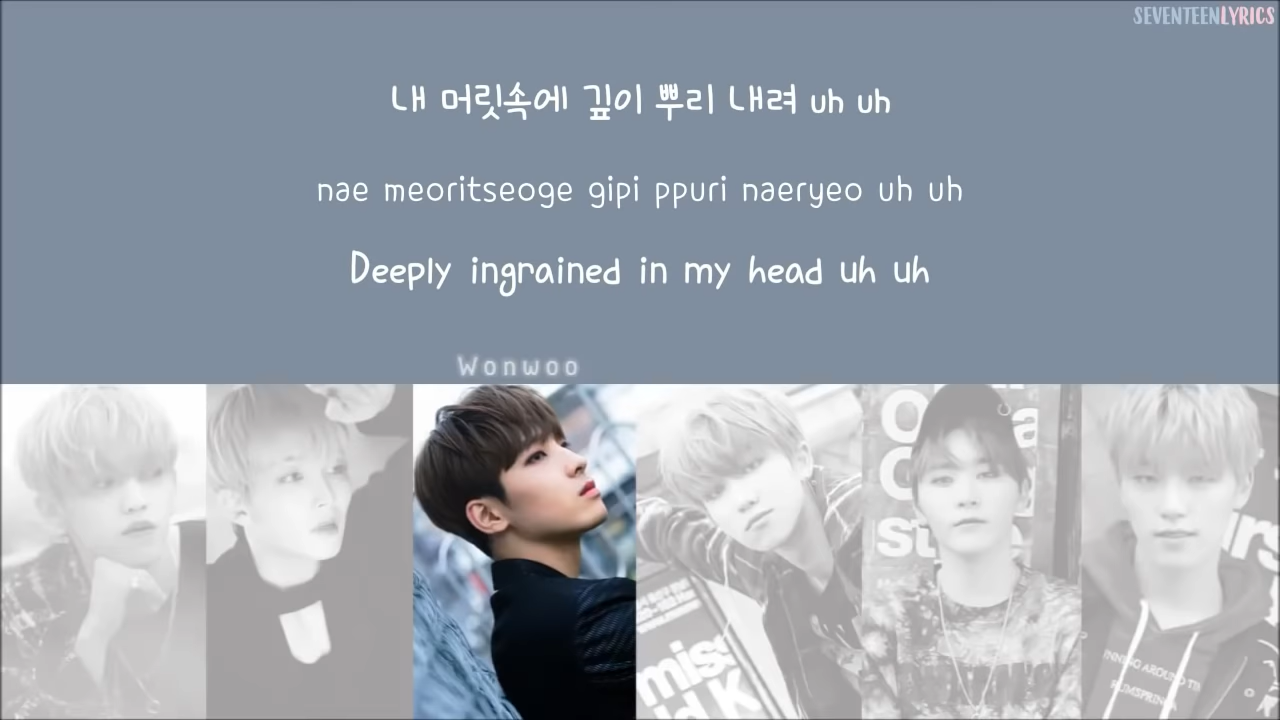 SEVENTEENLYRICS
내 머릿속에 깊이 뿌리 내려 uh uh
nae meoritseoge gipi ppuri naeryeo uh uh
Deeply ingrained in my head uh uh
Wonwoo